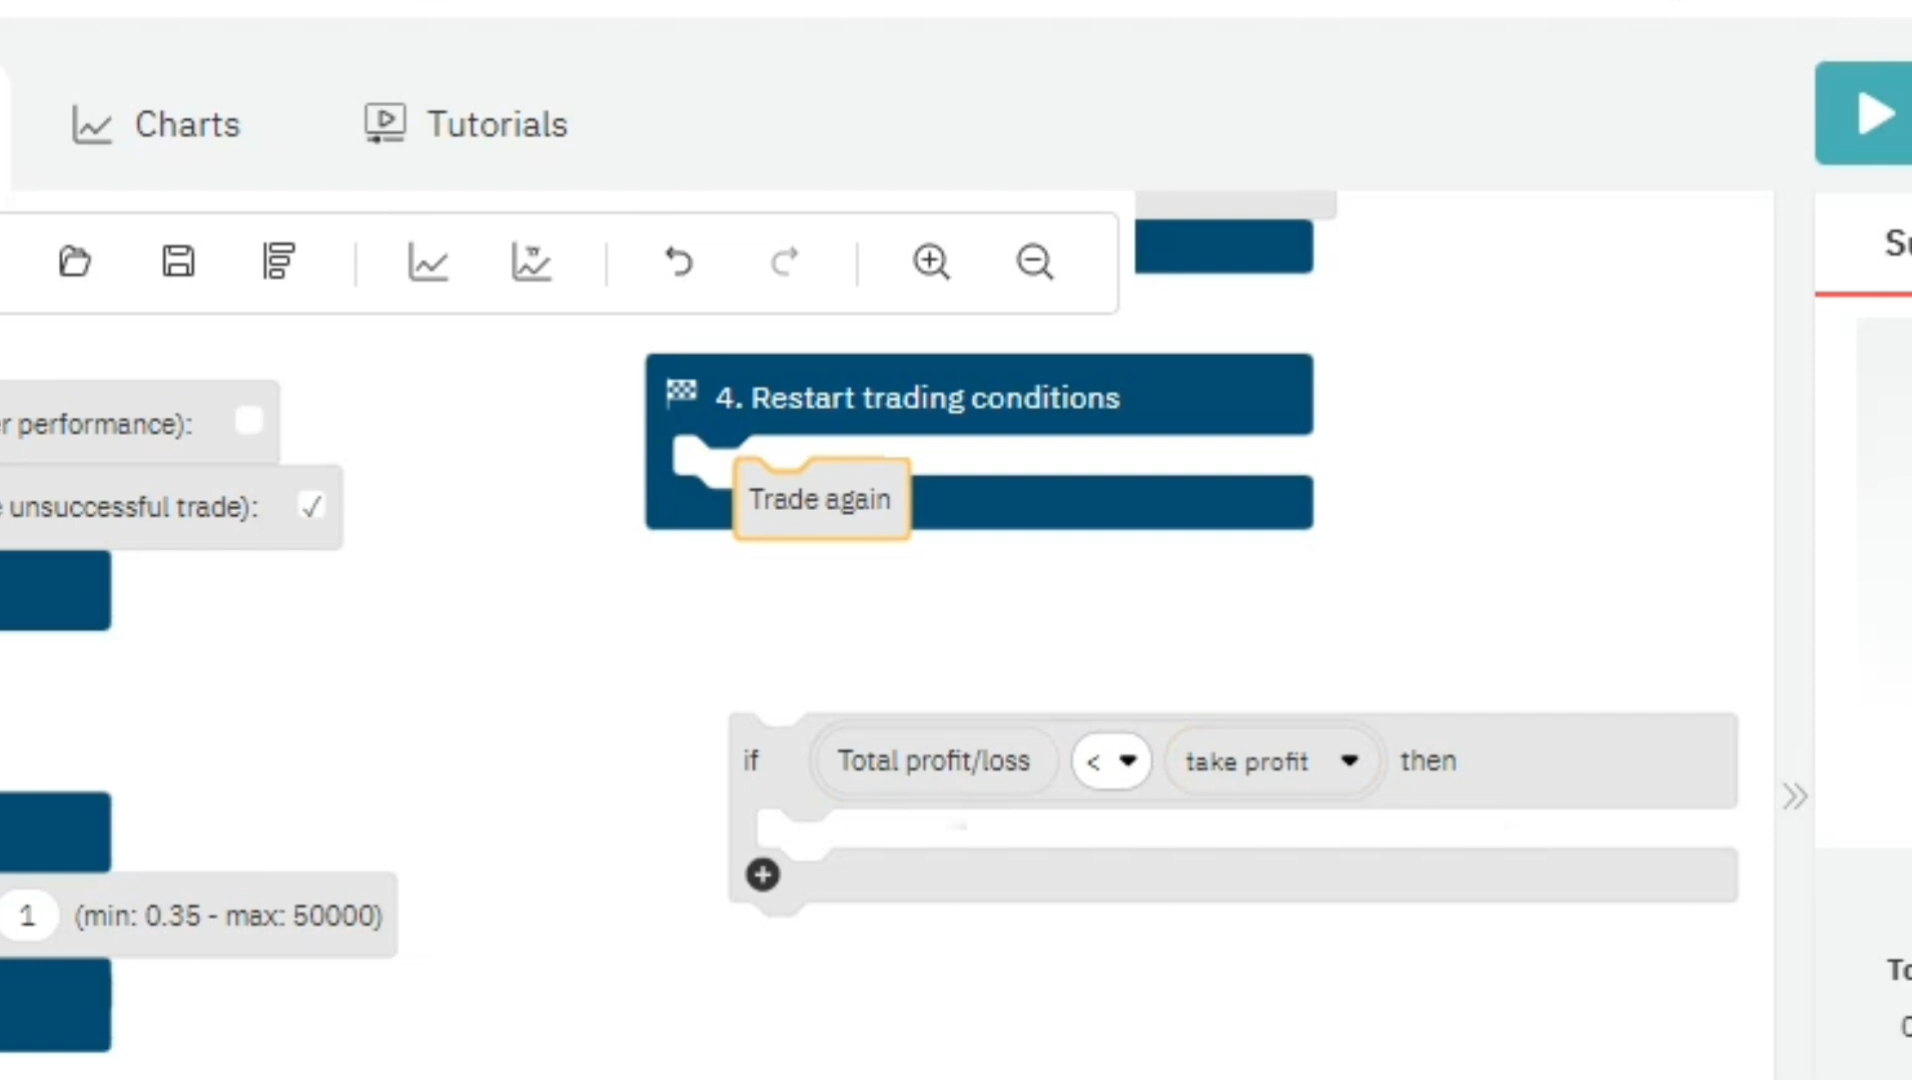 Charts
Tutorials
4. Restart trading conditions
performance):
Trade again
unsuccessful trade):
if Total profit/loss < take profit then
1 (min: 0.35 - max: 50000)